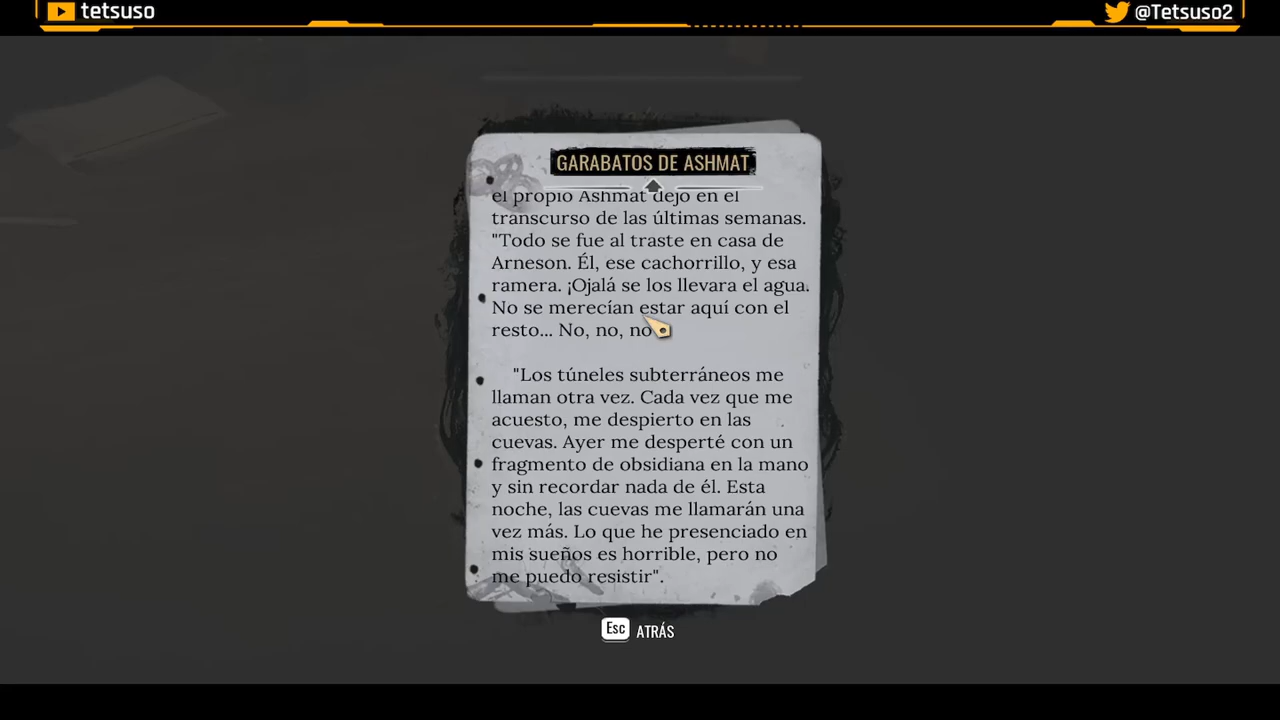 tetsuso
@Tetsuso2
GARABATOS DE ASHMAT
el propio Ashmat dejó en el
transcurso de las últimas semanas.
"Todo se fue al traste en casa de
Arneson. Él, ese cachorrillo, y esa
ramera. ¡Ojalá se los llevara el agua.
No se merecían estar aquí con el
resto... No, no, no
"Los túneles subterráneos me
llaman otra vez. Cada vez que me
acuesto, me despierto en las
cuevas. Ayer me desperté con un
fragmento de obsidiana en la mano
y sin recordar nada de él. Esta
noche, las cuevas me llamarán una
vez más. Lo que he presenciado en
mis sueños es horrible, pero no
me puedo resistir".
Esc ATRÁS